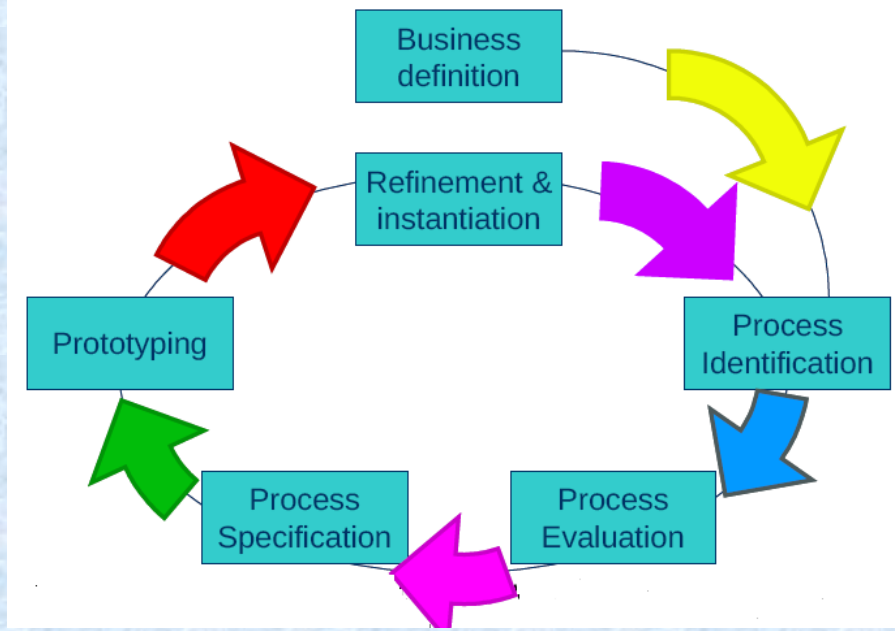 Business
definition
Refinement &
instantiation
Prototyping
Process
Identification
Process
Specification
Process
Evaluation